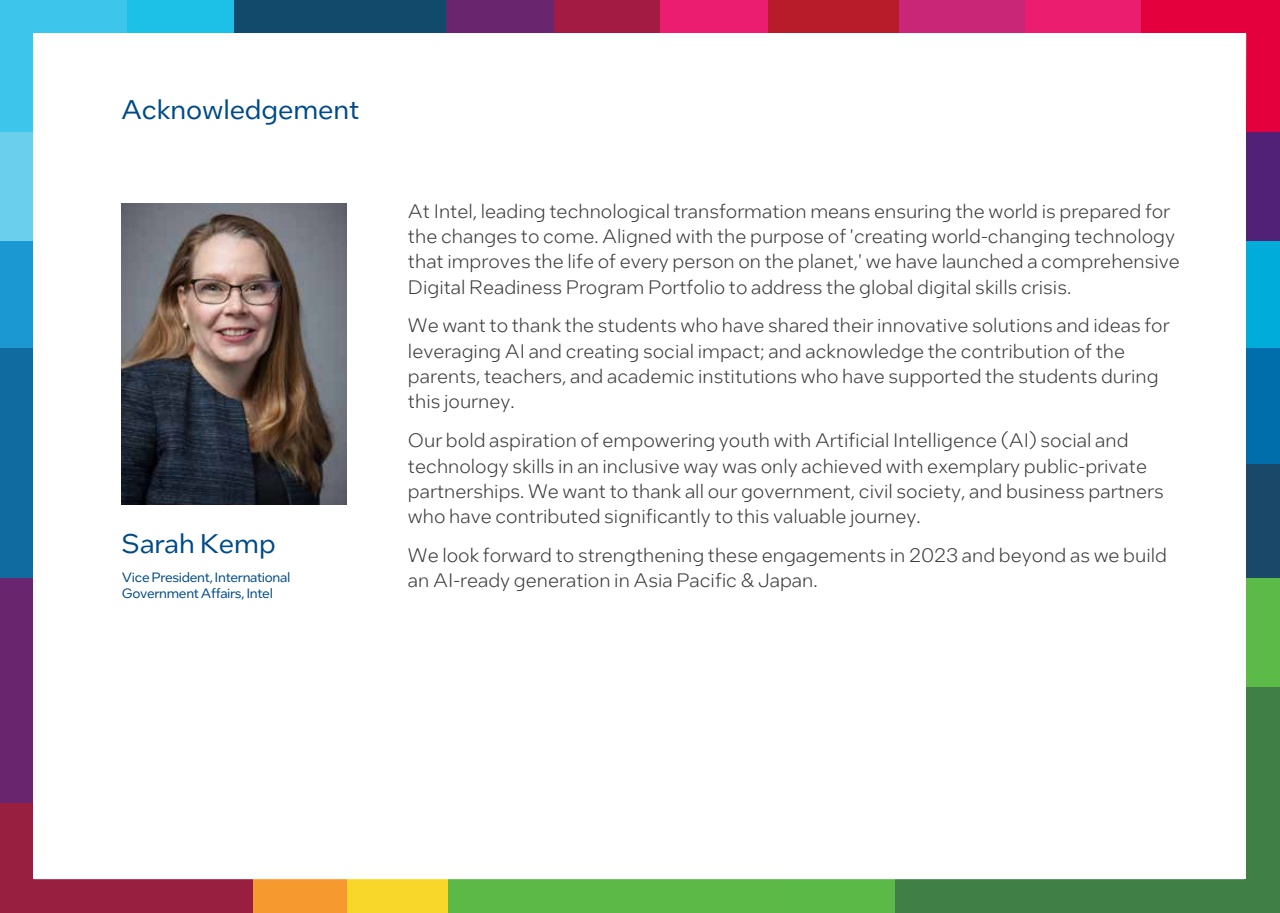 Acknowledgement
At Intel, leading technological transformation means ensuring the world is prepared for
the changes to come. Aligned with the purpose of 'creating world-changing technology
that improves the life of every person on the planet,' we have launched a comprehensive
Digital Readiness Program Portfolio to address the global digital skills crisis.
We want to thank the students who have shared their innovative solutions and ideas for
leveraging AI and creating social impact; and acknowledge the contribution of the
parents, teachers, and academic institutions who have supported the students during
this journey.
Our bold aspiration of empowering youth with Artificial Intelligence (AI) social and
technology skills in an inclusive way was only achieved with exemplary public-private
partnerships. We want to thank all our government, civil society, and business partners
who have contributed significantly to this valuable journey.
We look forward to strengthening these engagements in 2023 and beyond as we build
an AI-ready generation in Asia Pacific & Japan.
Sarah Kemp
Vice President, International
Government Affairs, Intel